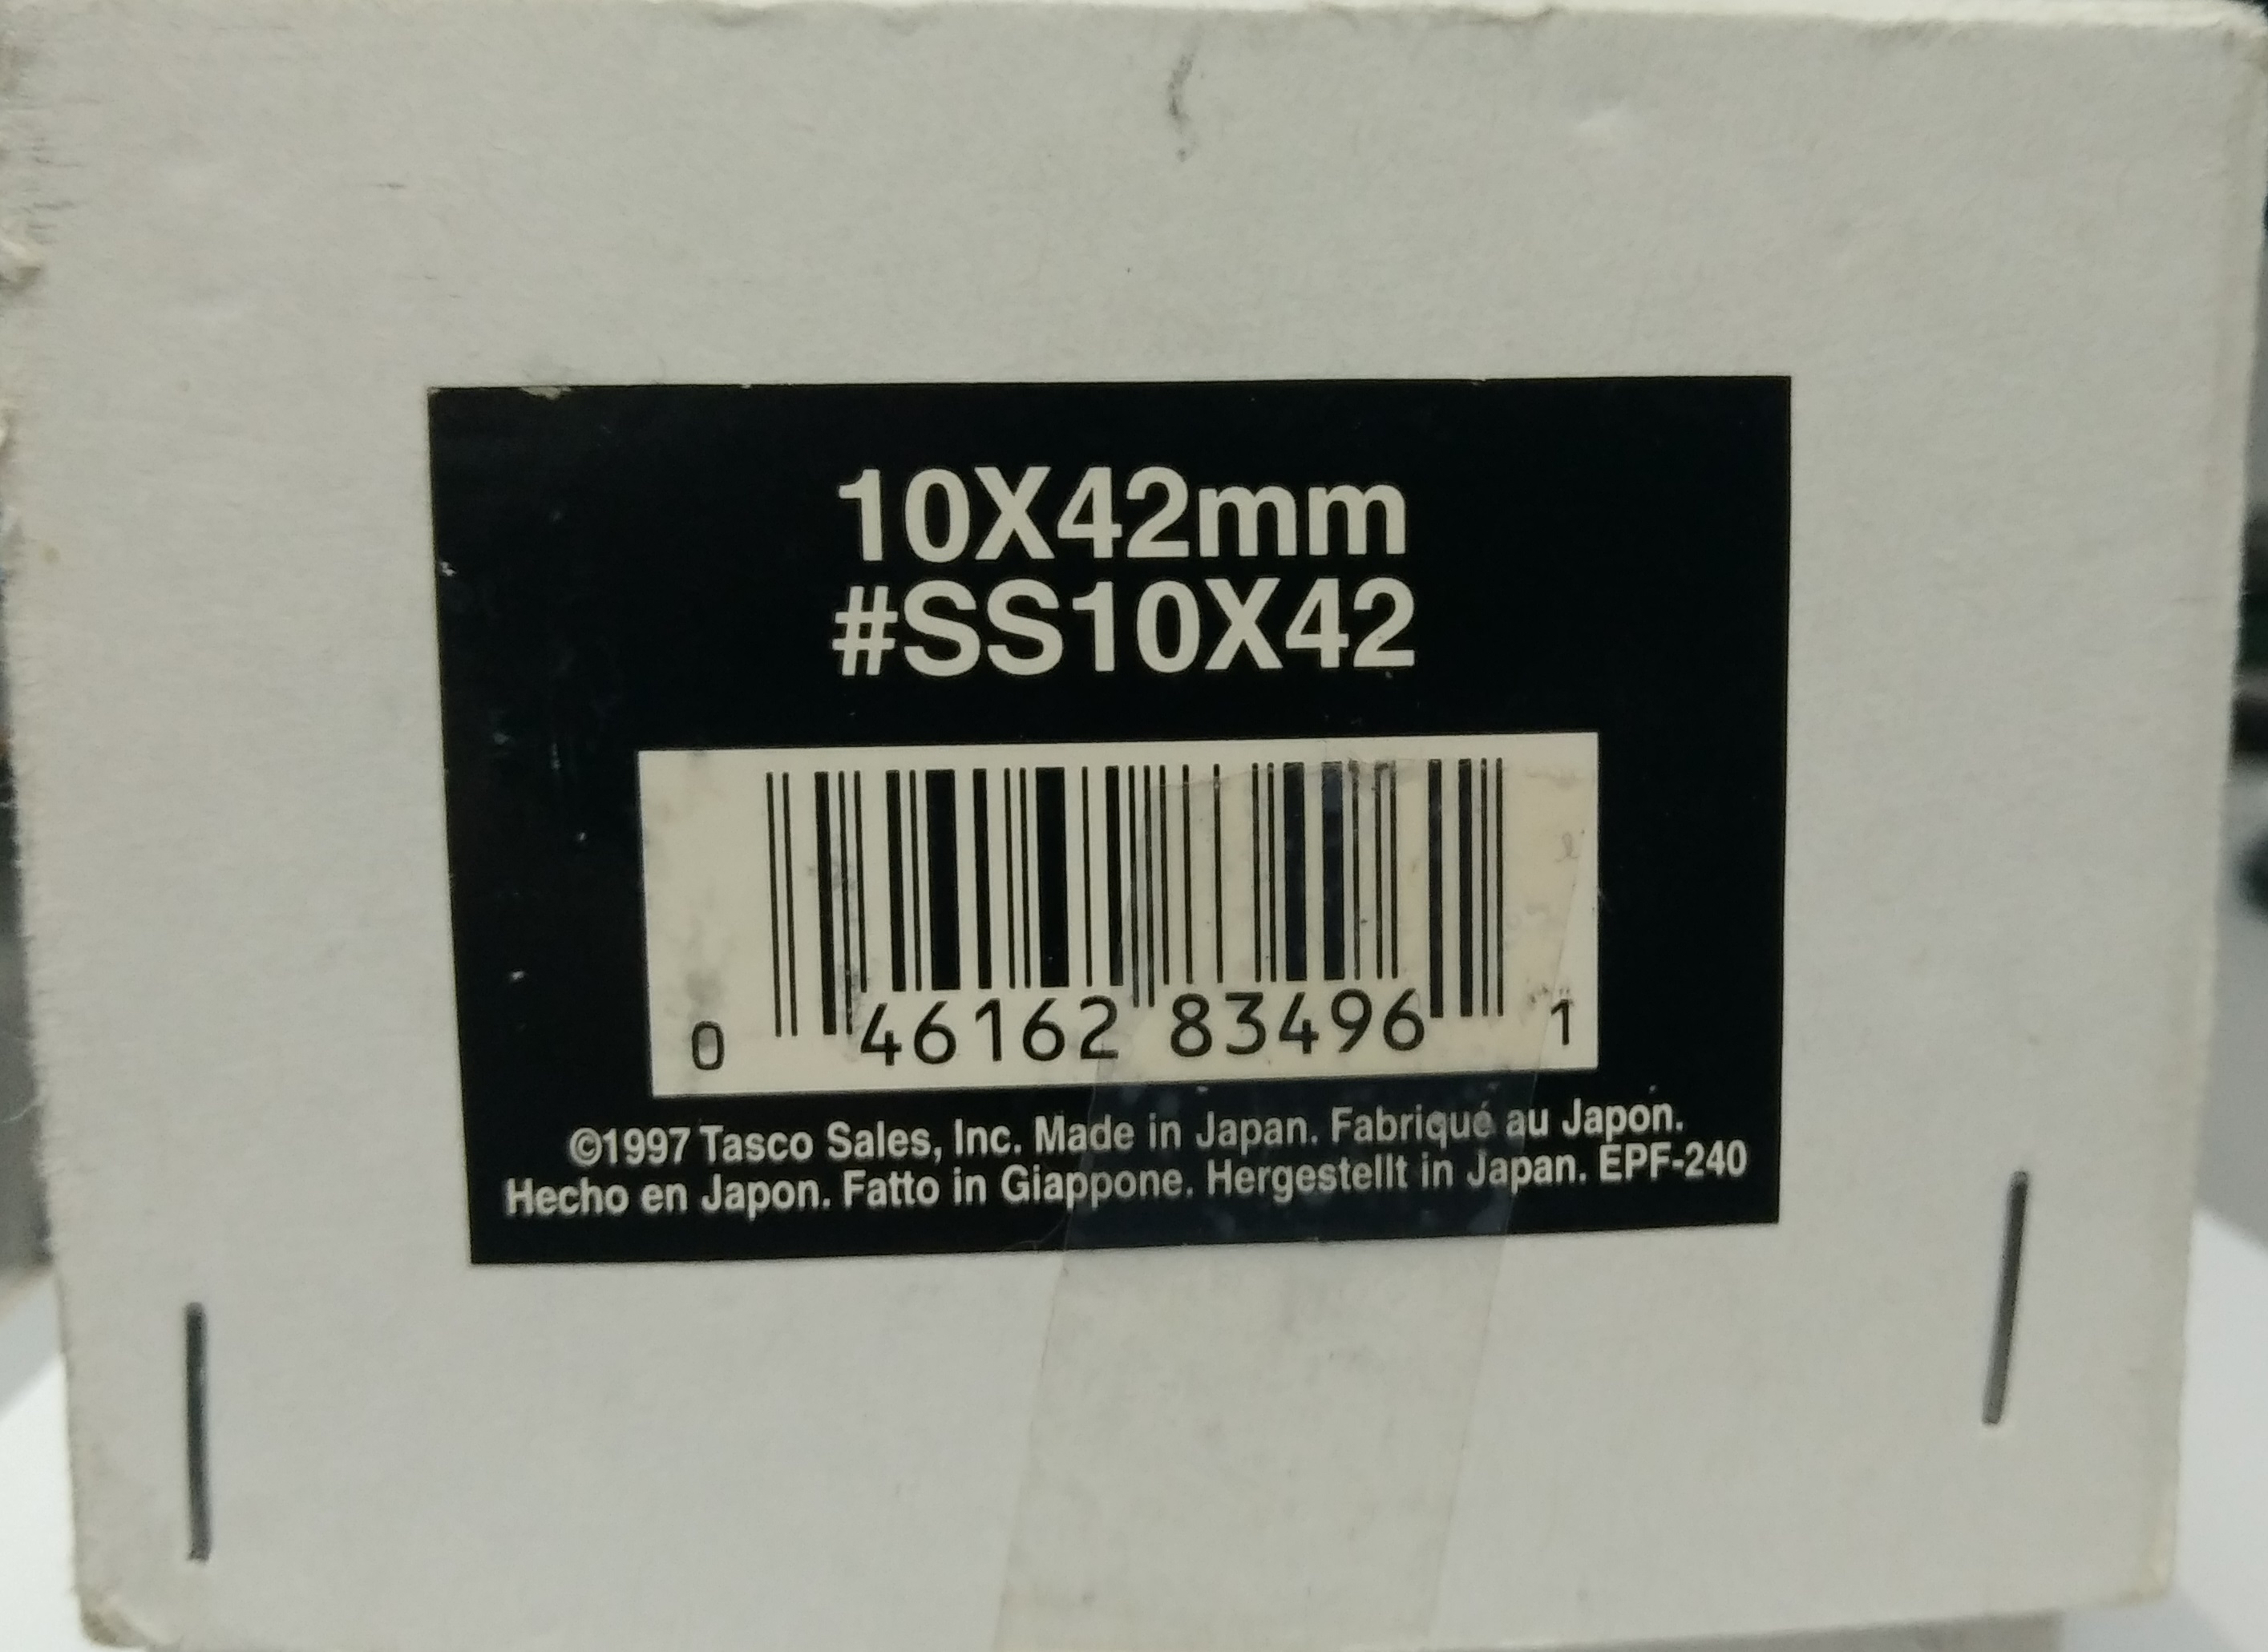 10X42mm
#SS10X42
0 46162 83496 1
©1997 Tasco Sales, Inc. Made in Japan. Fabriqué au Japon.
Hecho en Japon. Fatto in Giappone. Hergestellt in Japan. EPF-240